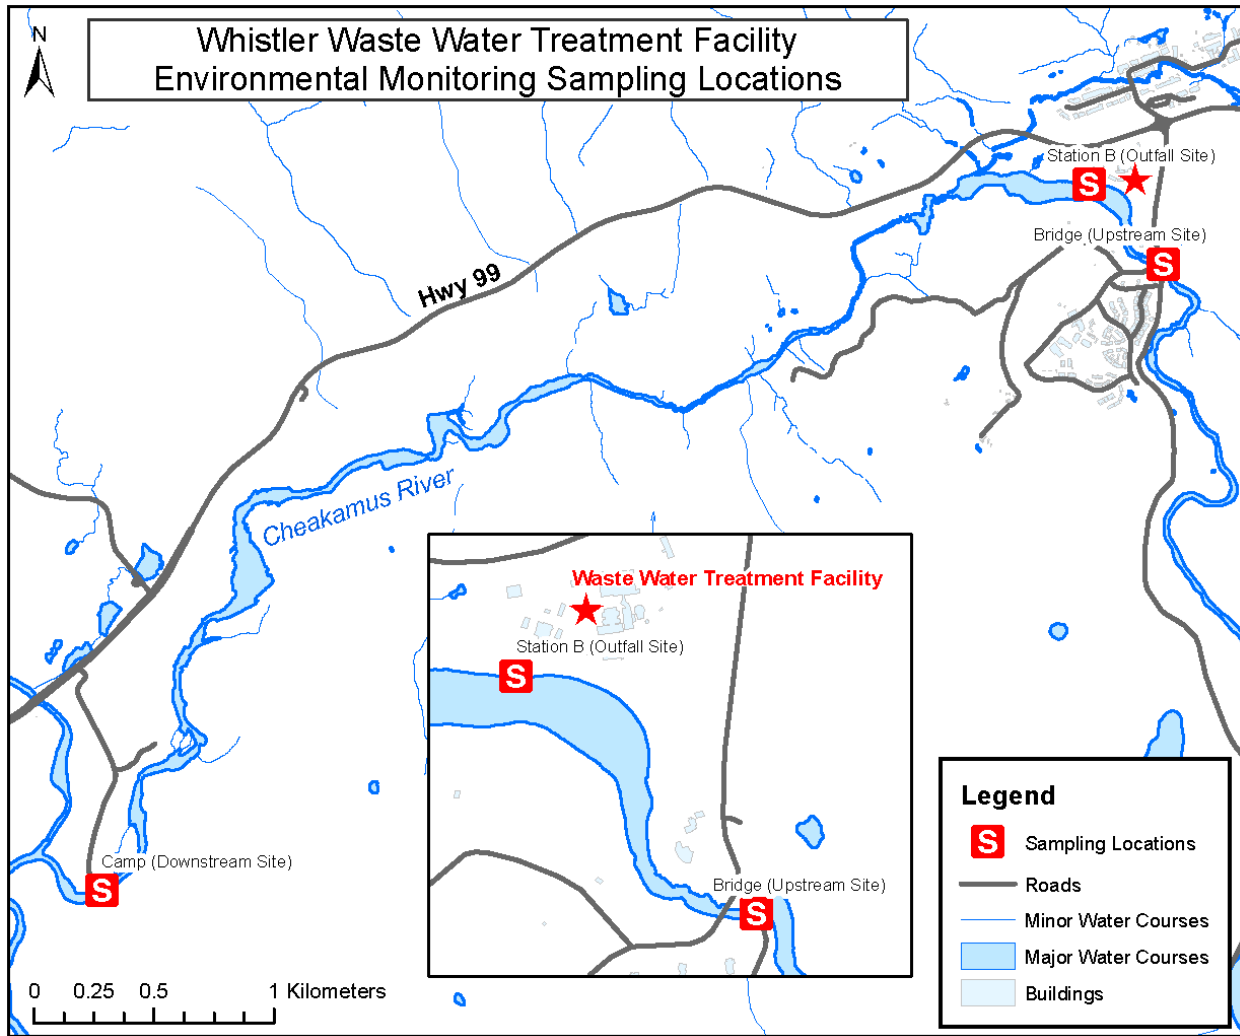 N
Whistler Waste Water Treatment Facility
Environmental Monitoring Sampling Locations
Station B (Outfall Site)
S
Bridge (Upstream Site)
S
Hwy 99
Cheakamus River
Waste Water Treatment Facility
Station B (Outfall Site)
S
Bridge (Upstream Site)
S
Camp (Downstream Site)
S
Legend
S Sampling Locations
Roads
Minor Water Courses
Major Water Courses
Buildings
0 0.25 0.5 1 Kilometers